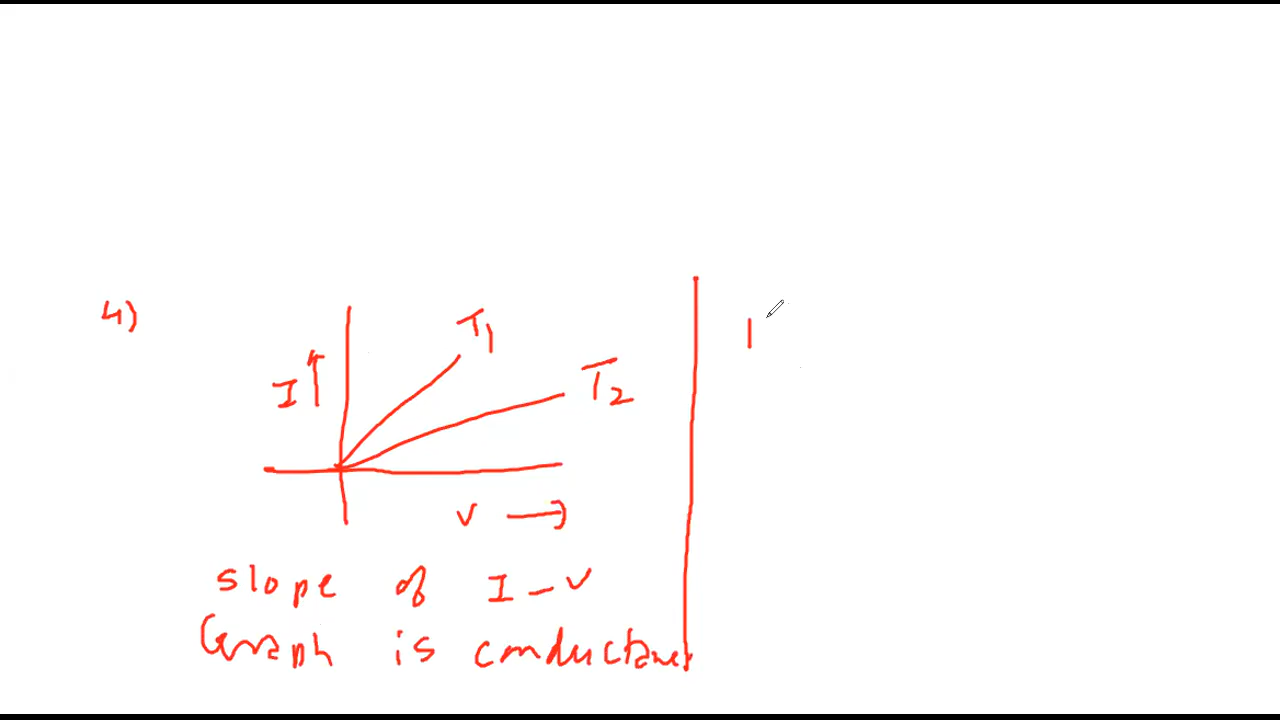 4)
T1
I
T2
V
slope of I-V
Graph is conductance